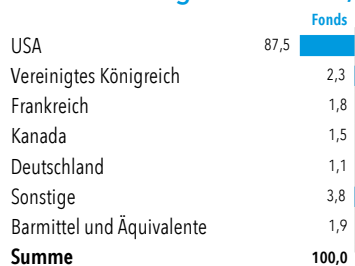 Fonds
USA 87,5
Vereinigtes Königreich 2,3
Frankreich 1,8
Kanada 1,5
Deutschland 1,1
Sonstige 3,8
Barmittel und Äquivalente 1,9
Summe 100,0